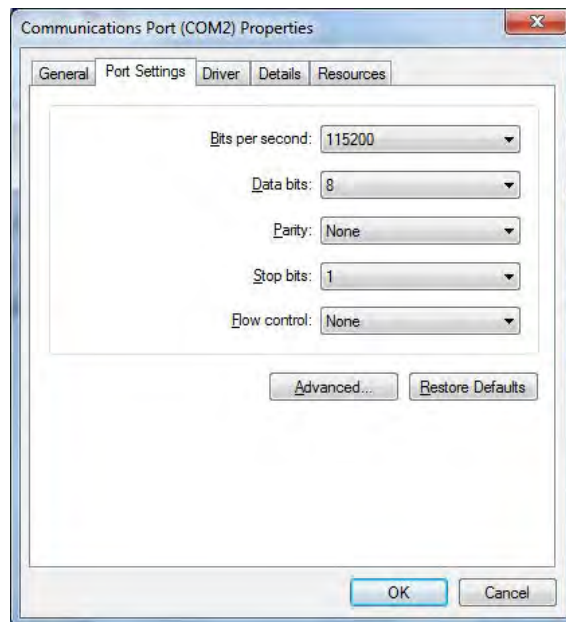 Communications Port (COM2) Properties
General Port Settings Driver Details Resources
Bits per second: 115200
Data bits: 8
Parity: None
Stop bits: 1
Flow control: None
Advanced... Restore Defaults
OK Cancel